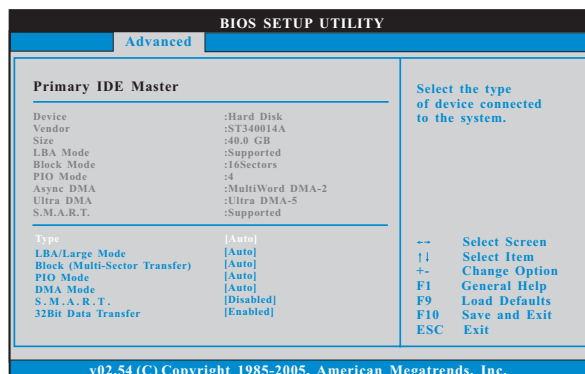 BIOS SETUP UTILITY
Advanced
Primary IDE Master
Device :Hard Disk
Vendor :ST340014A
Size :40.0 GB
LBA Mode :Supported
Block Mode :16Sectors
PIO Mode :4
Async DMA :MultiWord DMA-2
Ultra DMA :Ultra DMA-5
S.M.A.R.T. :Supported
Type [Auto]
LBA/Large Mode [Auto]
Block (Multi-Sector Transfer) [Auto]
PIO Mode [Auto]
DMA Mode [Auto]
S.M.A.R.T. [Disabled]
32Bit Data Transfer [Enabled]
Select the type
of device connected
to the system.
←→ Select Screen
↑↓ Select Item
+- Change Option
F1 General Help
F9 Load Defaults
F10 Save and Exit
ESC Exit
v02.54 (C) Copyright 1985-2005, American Megatrends, Inc.